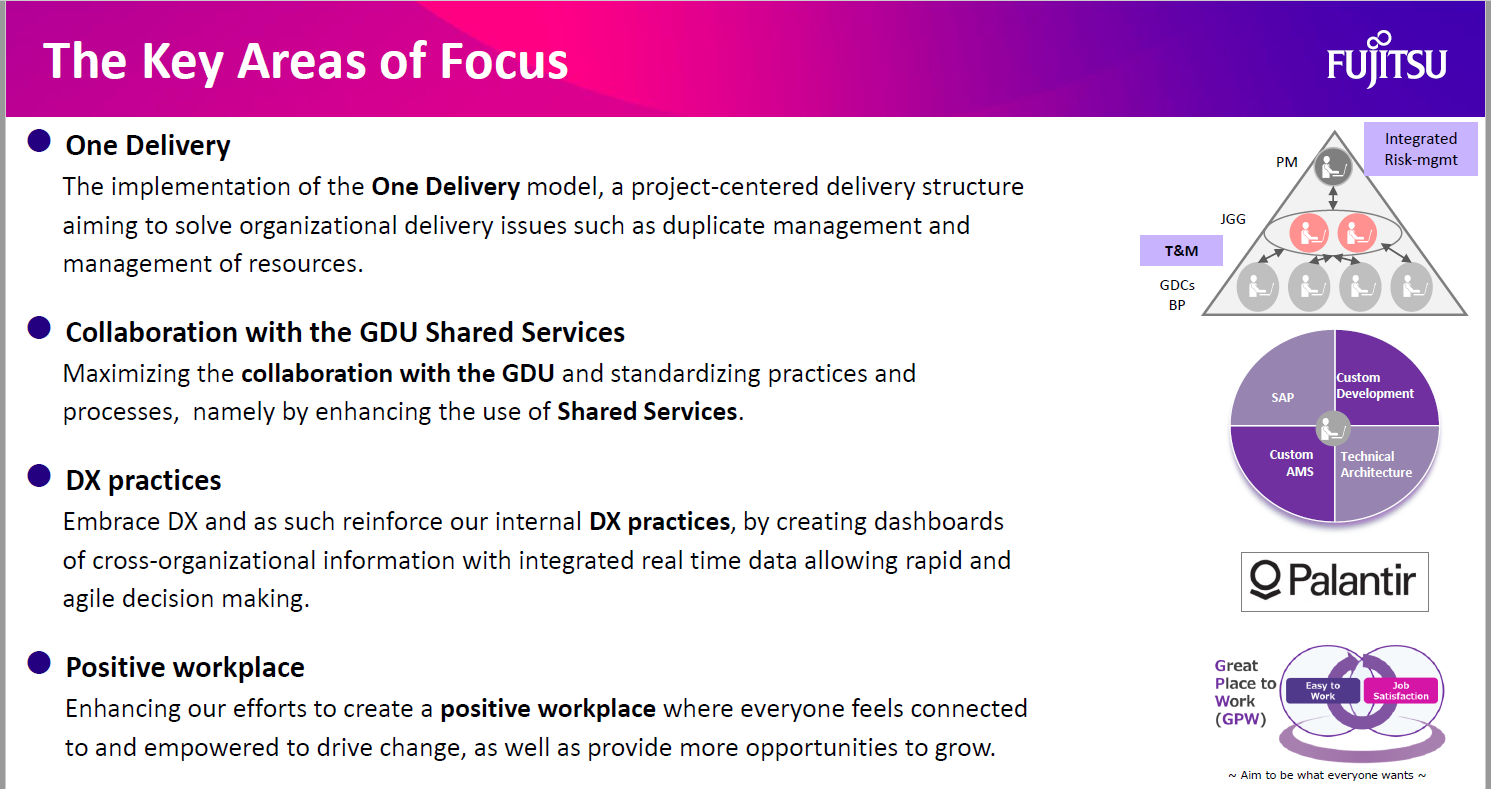 The Key Areas of Focus
FUJITSU
One Delivery
The implementation of the One Delivery model, a project-centered delivery structure
aiming to solve organizational delivery issues such as duplicate management and
management of resources.
Integrated
Risk-mgmt
PM
JGG
T&M
GDCs
BP
Collaboration with the GDU Shared Services
Maximizing the collaboration with the GDU and standardizing practices and
processes,  namely by enhancing the use of Shared Services.
SAP
Custom
Development
Custom
AMS
Technical
Architecture
DX practices
Embrace DX and as such reinforce our internal DX practices, by creating dashboards
of cross-organizational information with integrated real time data allowing rapid and
agile decision making.
Palantir
Positive workplace
Enhancing our efforts to create a positive workplace where everyone feels connected
to and empowered to drive change, as well as provide more opportunities to grow.
Great
Place to
Work
(GPW)
Easy to
Work
Job
Satisfaction
~ Aim to be what everyone wants ~